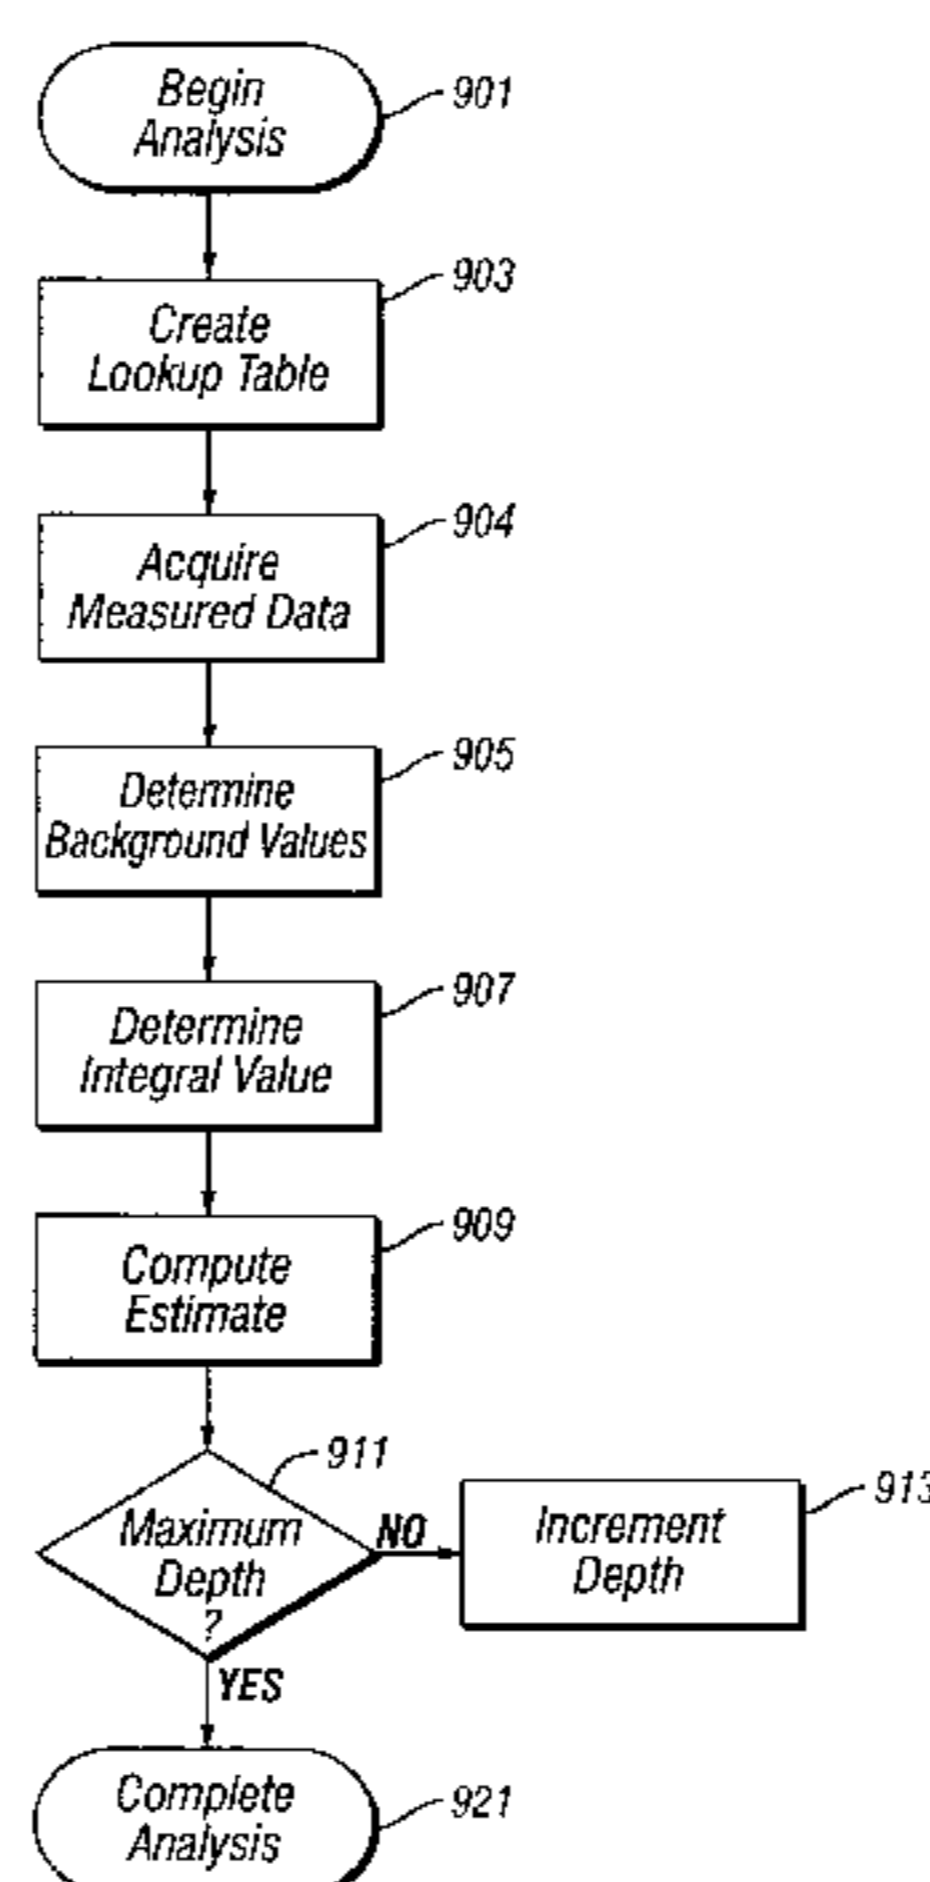 Begin
Analysis
901
Create
Lookup Table
903
Acquire
Measured Data
904
Determine
Background Values
905
Determine
Integral Value
907
Compute
Estimate
909
Maximum
Depth
?
911
NO
Increment
Depth
913
YES
Complete
Analysis
921